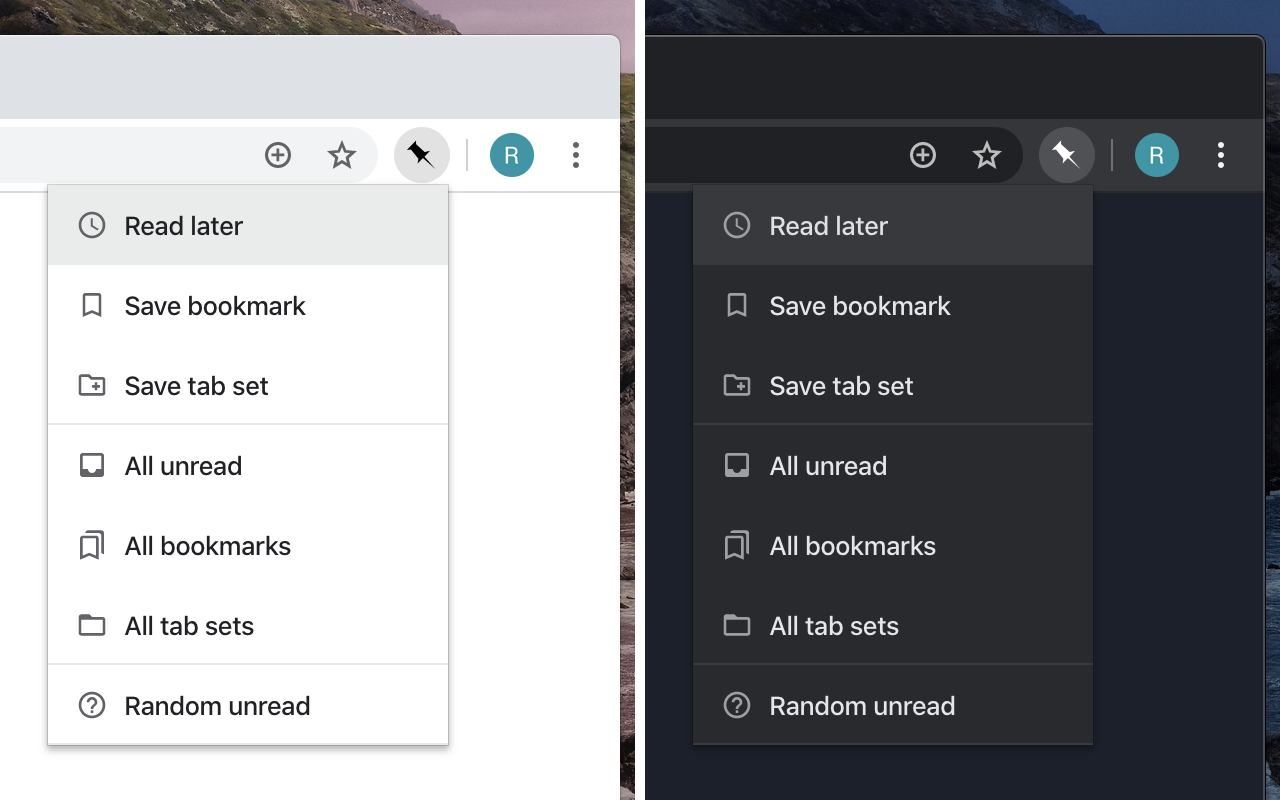 R
Read later
Save bookmark
Save tab set
All unread
All bookmarks
All tab sets
Random unread
R
Read later
Save bookmark
Save tab set
All unread
All bookmarks
All tab sets
Random unread